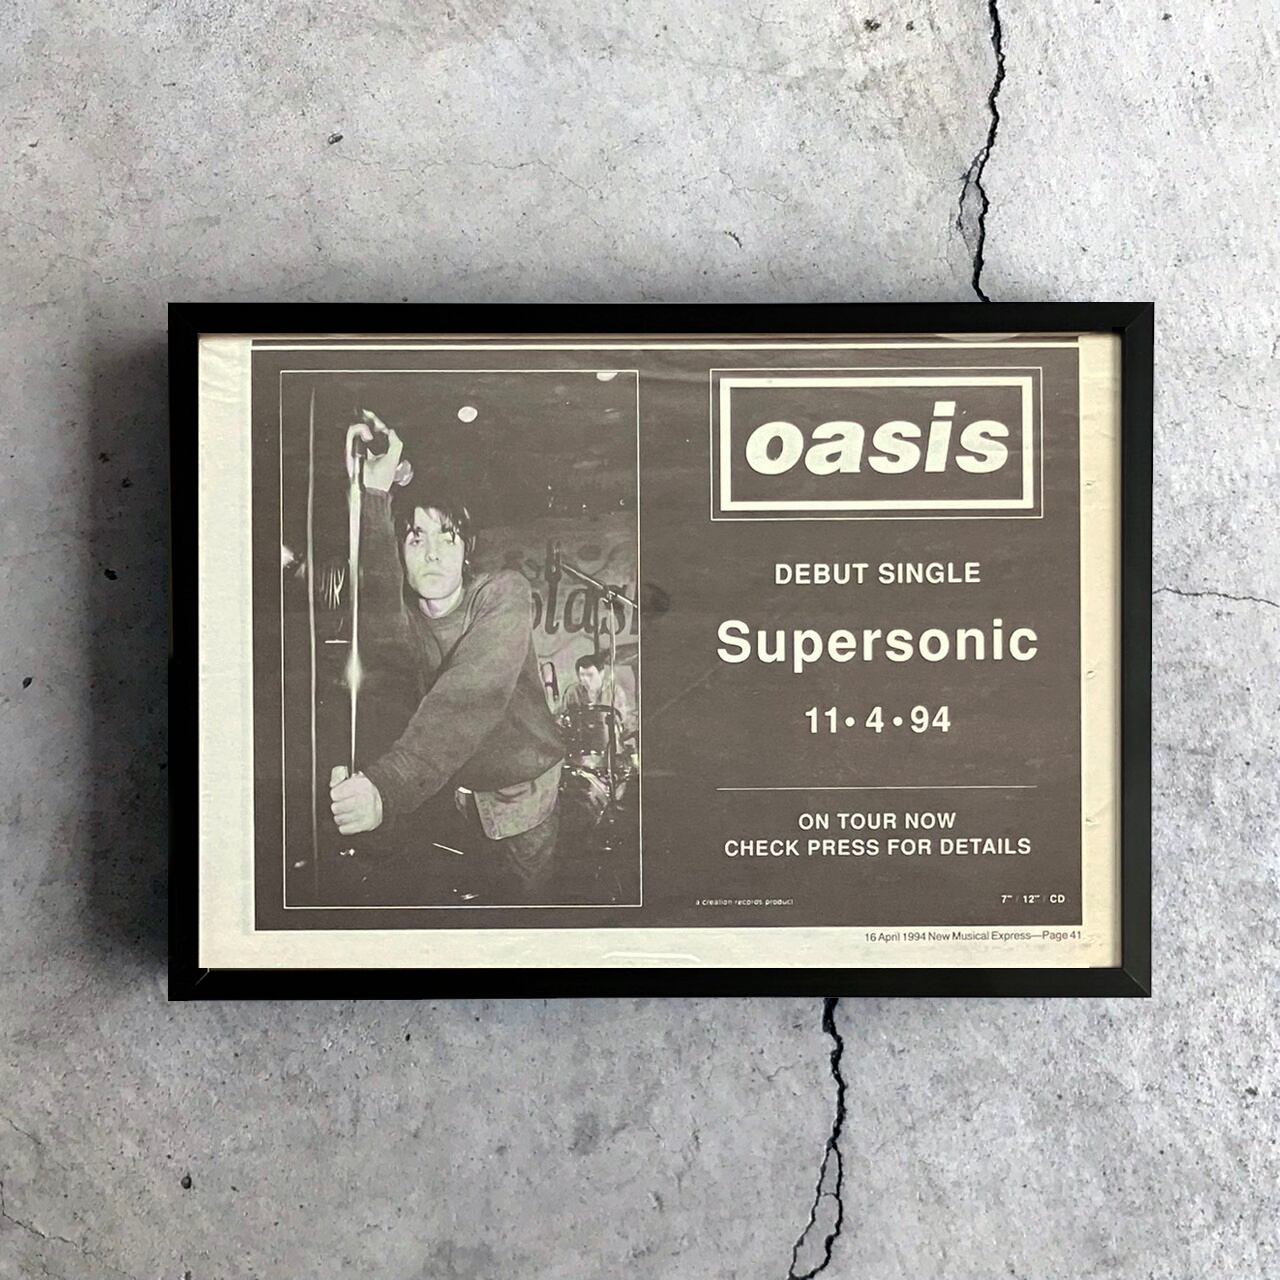 oasis
DEBUT SINGLE
Supersonic
11• 4 •94
ON TOUR NOW
CHECK PRESS FOR DETAILS
a creation records product
7" / 12" / CD
16 April 1994 New Musical Express—Page 41